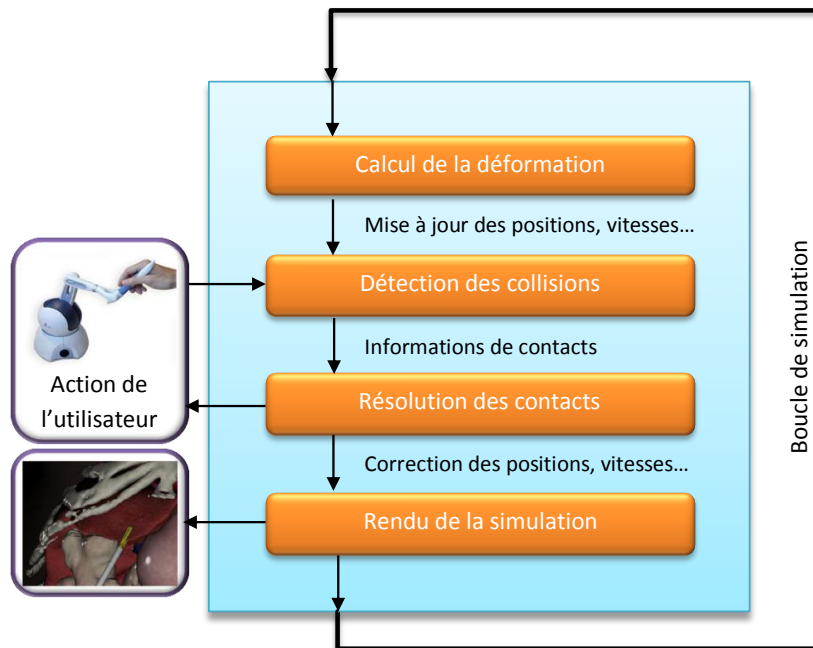 Calcul de la déformation
Mise à jour des positions, vitesses…
Détection des collisions
Informations de contacts
Action de
l’utilisateur
Résolution des contacts
Correction des positions, vitesses…
Rendu de la simulation
Boucle de simulation